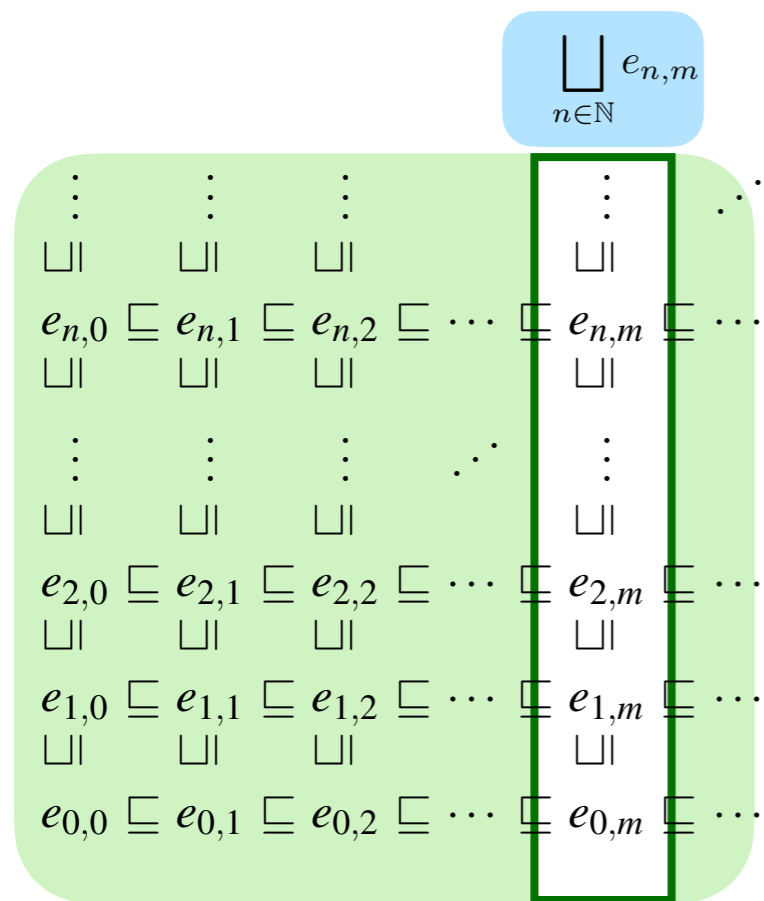 ⨆ e_{n,m}
n∈ℕ
⋮ ⋮ ⋮ ⋮ ⋰
⊔| ⊔| ⊔| ⊔|
e_{n,0} ⊑ e_{n,1} ⊑ e_{n,2} ⊑ ⋯ ⊑ e_{n,m} ⊑ ⋯
⊔| ⊔| ⊔| ⊔|
⋮ ⋮ ⋮ ⋰ ⋮
⊔| ⊔| ⊔| ⊔|
e_{2,0} ⊑ e_{2,1} ⊑ e_{2,2} ⊑ ⋯ ⊑ e_{2,m} ⊑ ⋯
⊔| ⊔| ⊔| ⊔|
e_{1,0} ⊑ e_{1,1} ⊑ e_{1,2} ⊑ ⋯ ⊑ e_{1,m} ⊑ ⋯
⊔| ⊔| ⊔| ⊔|
e_{0,0} ⊑ e_{0,1} ⊑ e_{0,2} ⊑ ⋯ ⊑ e_{0,m} ⊑ ⋯